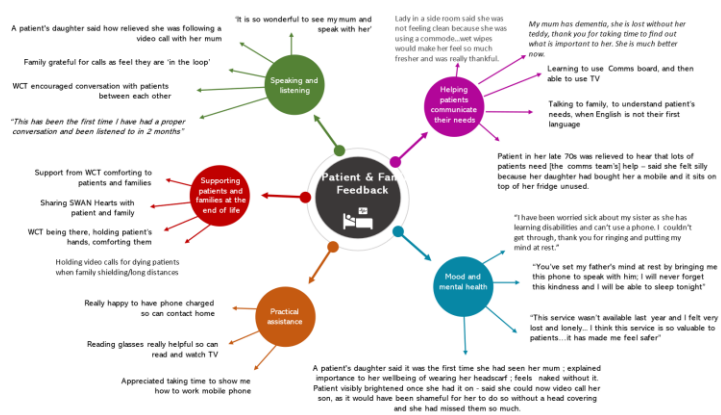 A patient's daughter said how relieved she was following a
video call with her mum
'It is so wonderful to see my mum and
speak with her'
Family grateful for calls as feel they are 'in the loop'
WCT encouraged conversation with patients
between each other
"This has been the first time I have had a proper
conversation and been listened to in 2 months"
Speaking and
listening
Lady in a side room said she was
not feeling clean because she was
using a commode...wet wipes
would make her feel so much
fresher and was really thankful.
My mum has dementia, she is lost without her
teddy, thank you for taking time to find out
what is important to her. She is much better
now.
Learning to use Comms board, and then
able to use TV
Talking to family, to understand patient's
needs, when English is not their first
language
Patient in her late 70s was relieved to hear that lots of
patients need [the comms team's] help – said she felt silly
because her daughter had bought her a mobile and it sits on
top of her fridge unused.
Helping
patients
communicate
their needs
Patient & Fam
Feedback
Support from WCT comforting to
patients and families
Sharing SWAN Hearts with
patient and family
WCT being there, holding patient's
hands, comforting them
Holding video calls for dying patients
when family shielding/long distances
Supporting
patients and
families at the
end of life
"I have been worried sick about my sister as she has
learning disabilities and can't use a phone. I couldn't
get through, thank you for ringing and putting my
mind at rest."
"You've set my father's mind at rest by bringing me
this phone to speak with him; I will never forget
this kindness and I will be able to sleep tonight"
"This service wasn't available last year and I felt very
lost and lonely... I think this service is so valuable to
patients...it has made me feel safer"
A patient's daughter said it was the first time she had seen her mum ; explained
importance to her wellbeing of wearing her headscarf ; feels naked without it.
Patient visibly brightened once she had it on - said she could now video call her
son, as it would have been shameful for her to do so without a head covering
and she had missed them so much.
Mood and
mental health
Really happy to have phone charged
so can contact home
Reading glasses really helpful so can
read and watch TV
Appreciated taking time to show me
how to work mobile phone
Practical
assistance